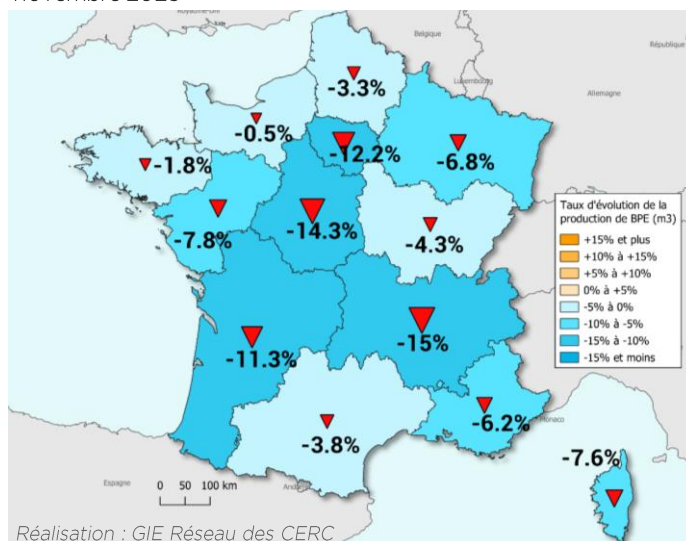 Royaume-Uni
Belgique
République
Luxembourg
Allemagne
-3.3%
-0.5%
-12.2%
-6.8%
-1.8%
-7.8%
-14.3%
-4.3%
-15%
-11.3%
-6.2%
-3.8%
-7.6%
Monaco
Espagne
Taux d'évolution de la
production de BPE (m3)
+15% et plus
+10% à +15%
+5% à +10%
0% à +5%
-5% à 0%
-10% à -5%
-15% à -10%
-15% et moins
0 50 100 km
Réalisation : GIE Réseau des CERC